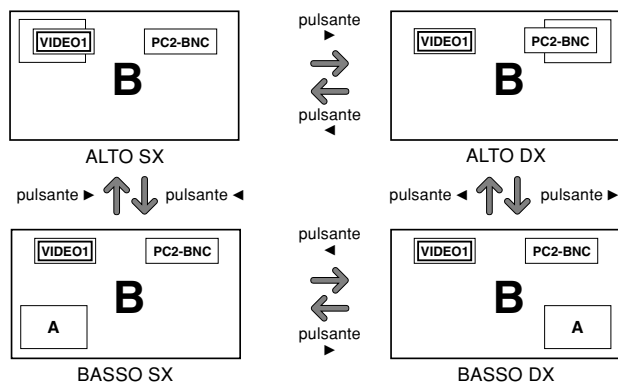 VIDEO1 PC2-BNC
B
ALTO SX
pulsante
►
pulsante
◄
VIDEO1 PC2-BNC
B
ALTO DX
pulsante ► pulsante ◄
pulsante ◄ pulsante ►
VIDEO1 PC2-BNC
B
A
BASSO SX
pulsante
◄
pulsante
►
VIDEO1 PC2-BNC
B
A
BASSO DX